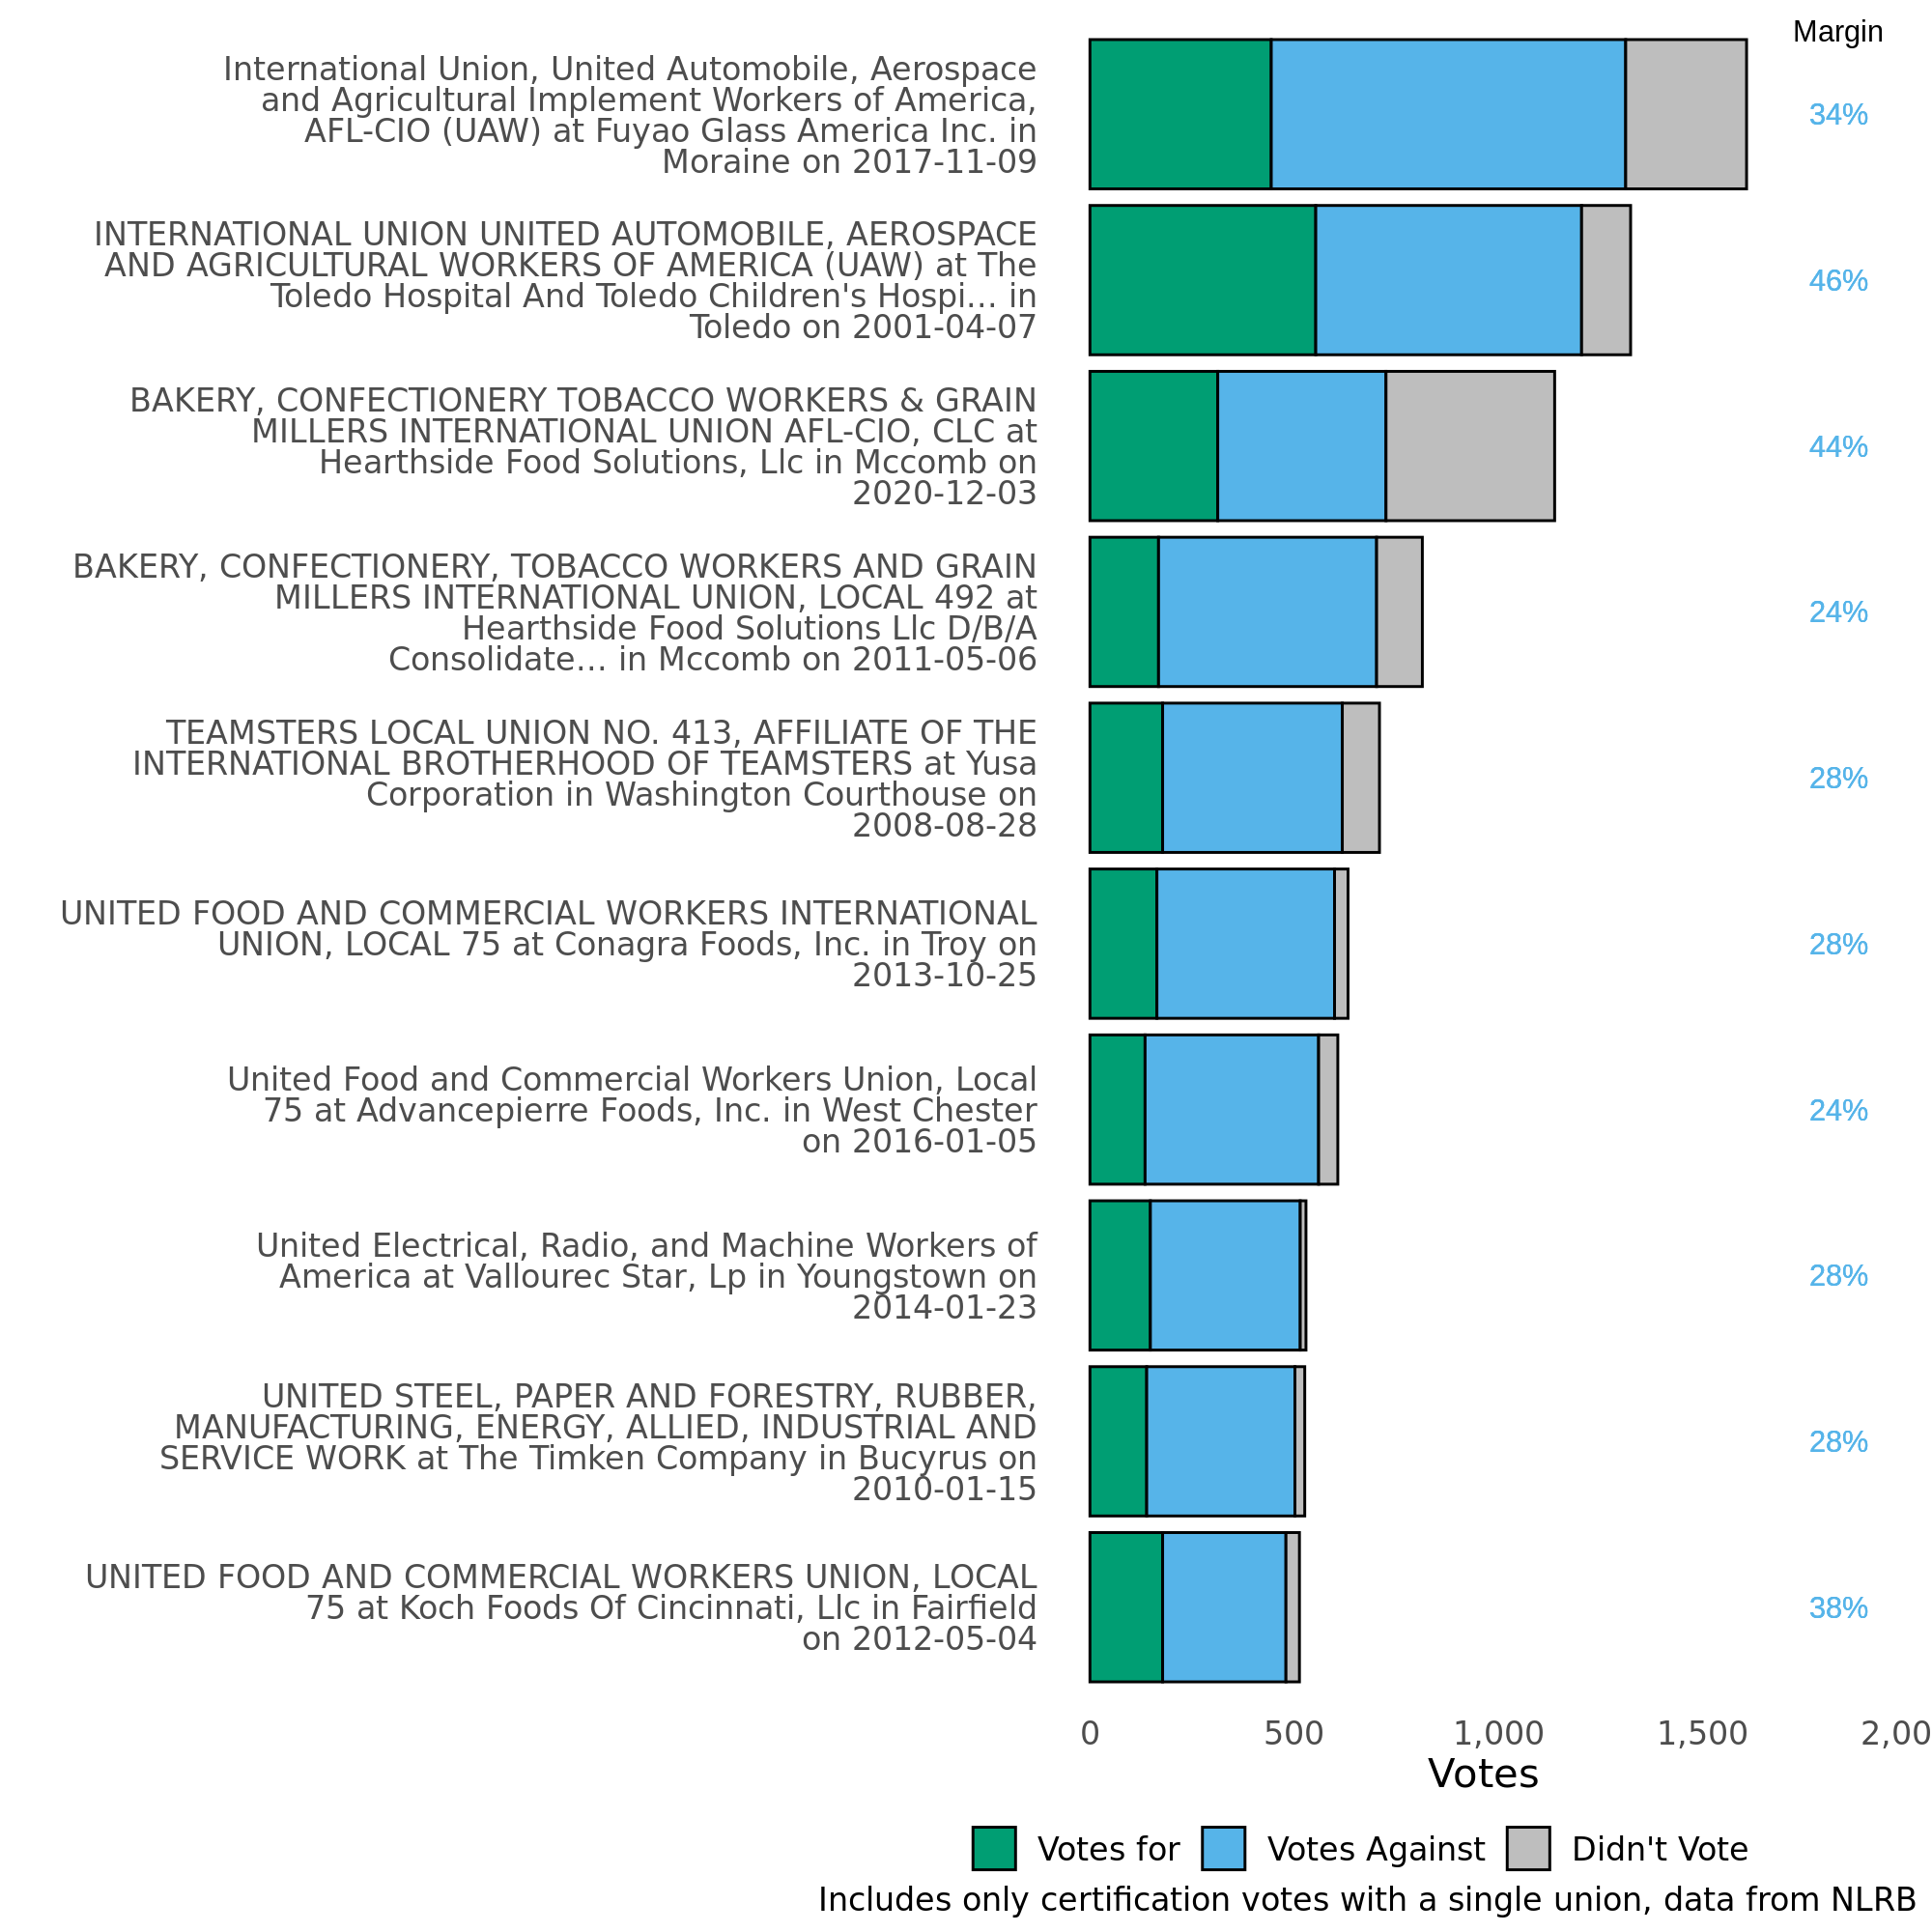 Margin
International Union, United Automobile, Aerospace
and Agricultural Implement Workers of America,
AFL-CIO (UAW) at Fuyao Glass America Inc. in
Moraine on 2017-11-09
34%
INTERNATIONAL UNION UNITED AUTOMOBILE, AEROSPACE
AND AGRICULTURAL WORKERS OF AMERICA (UAW) at The
Toledo Hospital And Toledo Children's Hospi... in
Toledo on 2001-04-07
46%
BAKERY, CONFECTIONERY TOBACCO WORKERS & GRAIN
MILLERS INTERNATIONAL UNION AFL-CIO, CLC at
Hearthside Food Solutions, Llc in Mccomb on
2020-12-03
44%
BAKERY, CONFECTIONERY, TOBACCO WORKERS AND GRAIN
MILLERS INTERNATIONAL UNION, LOCAL 492 at
Hearthside Food Solutions Llc D/B/A
Consolidate... in Mccomb on 2011-05-06
24%
TEAMSTERS LOCAL UNION NO. 413, AFFILIATE OF THE
INTERNATIONAL BROTHERHOOD OF TEAMSTERS at Yusa
Corporation in Washington Courthouse on
2008-08-28
28%
UNITED FOOD AND COMMERCIAL WORKERS INTERNATIONAL
UNION, LOCAL 75 at Conagra Foods, Inc. in Troy on
2013-10-25
28%
United Food and Commercial Workers Union, Local
75 at Advancepierre Foods, Inc. in West Chester
on 2016-01-05
24%
United Electrical, Radio, and Machine Workers of
America at Vallourec Star, Lp in Youngstown on
2014-01-23
28%
UNITED STEEL, PAPER AND FORESTRY, RUBBER,
MANUFACTURING, ENERGY, ALLIED, INDUSTRIAL AND
SERVICE WORK at The Timken Company in Bucyrus on
2010-01-15
28%
UNITED FOOD AND COMMERCIAL WORKERS UNION, LOCAL
75 at Koch Foods Of Cincinnati, Llc in Fairfield
on 2012-05-04
38%
0 500 1,000 1,500 2,00
Votes
Votes for Votes Against Didn't Vote
Includes only certification votes with a single union, data from NLRB